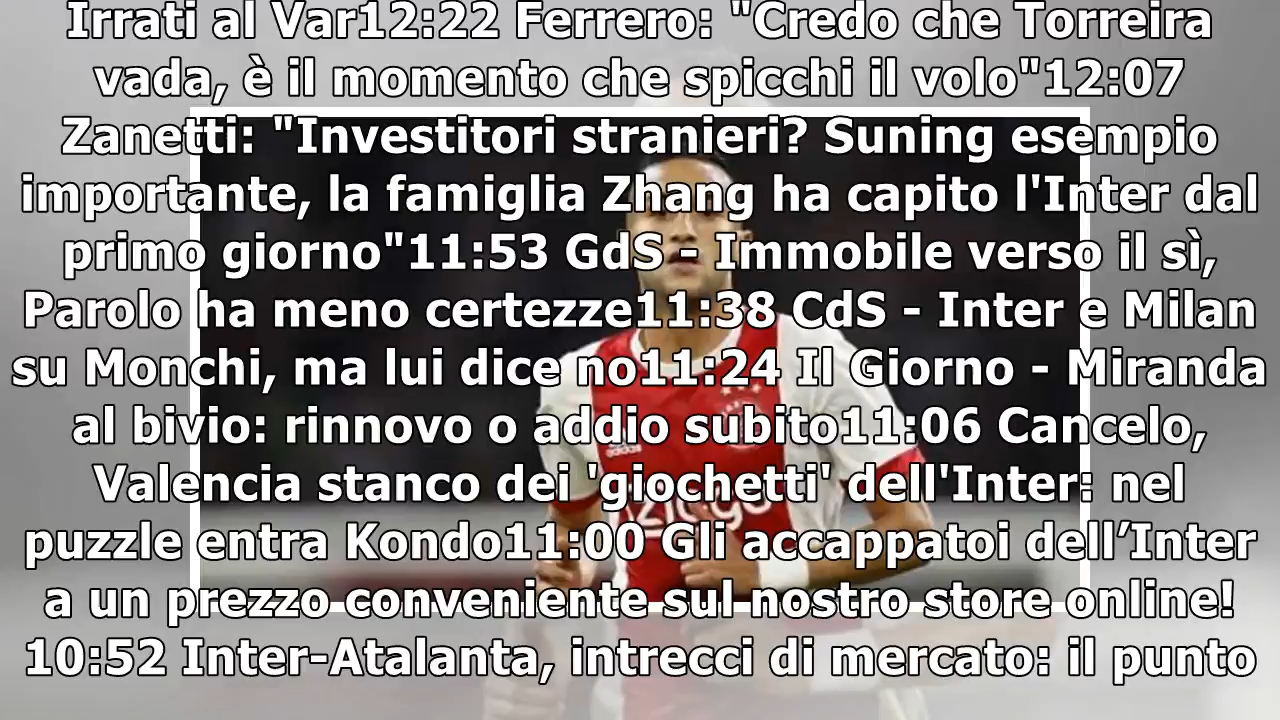 Irrati al Var12:22 Ferrero: "Credo che Torreira
vada, è il momento che spicchi il volo"12:07
Zanetti: "Investitori stranieri? Suning esempio
importante, la famiglia Zhang ha capito l'Inter dal
primo giorno"11:53 GdS - Immobile verso il sì,
Parolo ha meno certezze11:38 CdS - Inter e Milan
su Monchi, ma lui dice no11:24 Il Giorno - Miranda
al bivio: rinnovo o addio subito11:06 Cancelo,
Valencia stanco dei 'giochetti' dell'Inter: nel
puzzle entra Kondo11:00 Gli accappatoi dell’Inter
a un prezzo conveniente sul nostro store online!
10:52 Inter-Atalanta, intrecci di mercato: il punto
adidas
ziggo